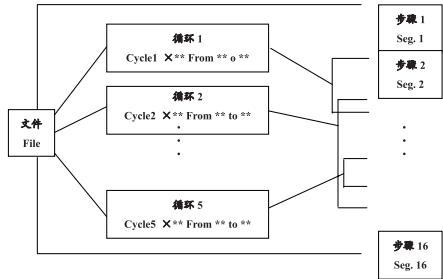 循环 1
Cycle1 ×** From ** o **
循环 2
Cycle2 ×** From ** to **
循环 5
Cycle5 ×** From ** to **
文件
File
步骤 1
Seg. 1
步骤 2
Seg. 2
步骤 16
Seg. 16